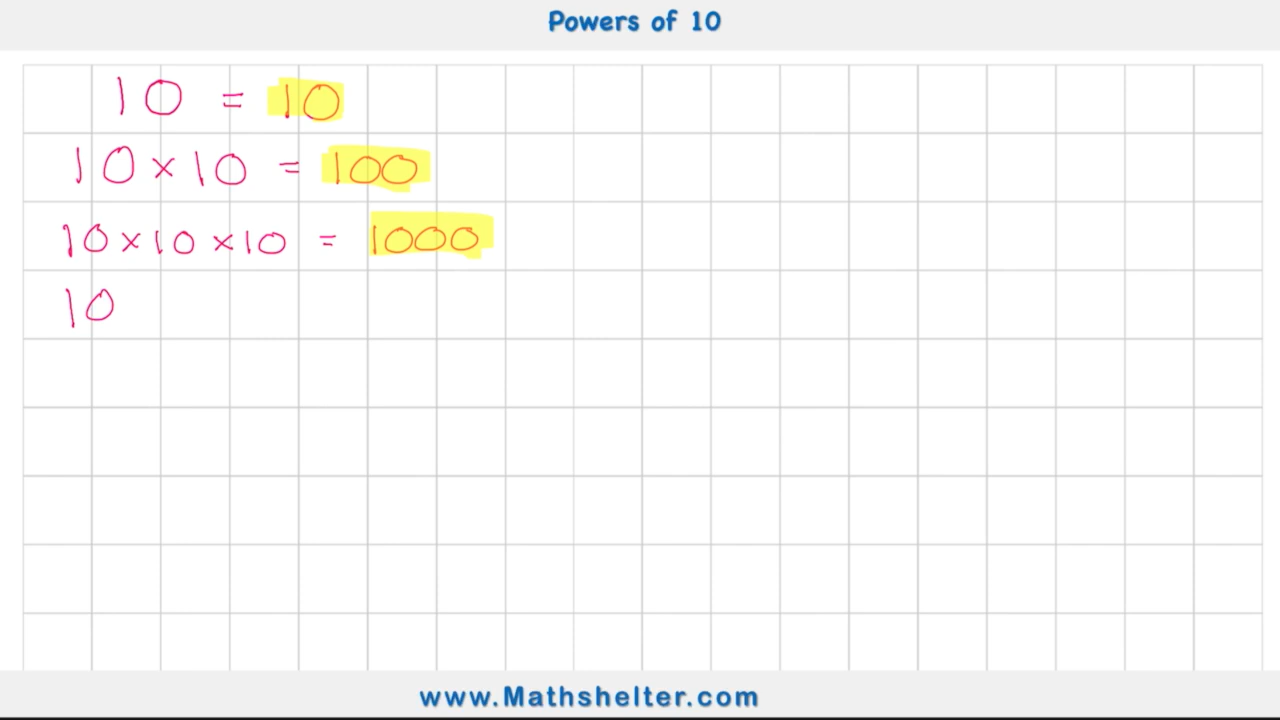 Powers of 10
10 = 10
10 × 10 = 100
10 × 10 × 10 = 1000
10
www.Mathshelter.com